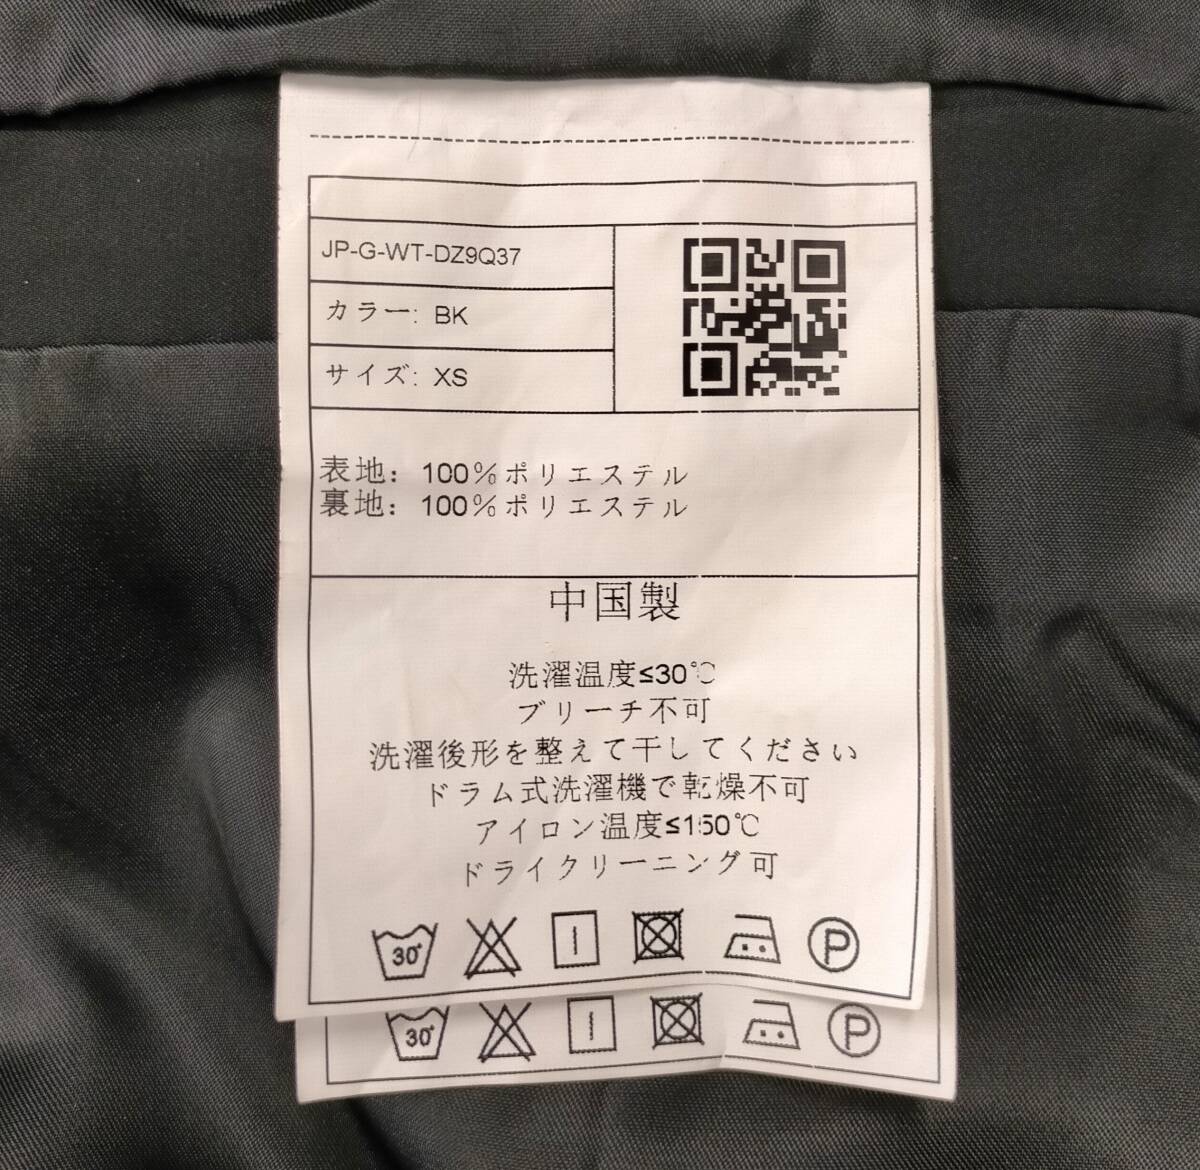 JP-G-WT-DZ9Q37
カラー: BK
サイズ: XS
表地: 100%ポリエステル
裏地: 100%ポリエステル
中国製
洗濯温度≤30℃
ブリーチ不可
洗濯後形を整えて干してください
ドラム式洗濯機で乾燥不可
アイロン温度≤150℃
ドライクリーニング可
30° P
30° P